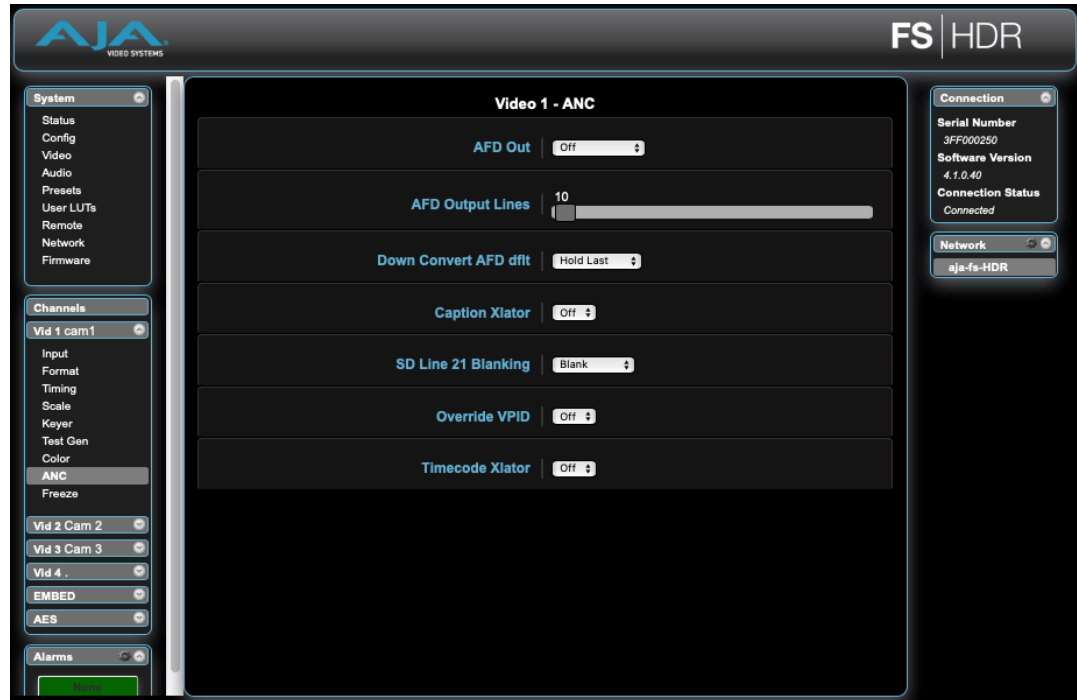 AJA
VIDEO SYSTEMS
FS HDR
System
Status
Config
Video
Audio
Presets
User LUTs
Remote
Network
Firmware
Channels
Vid 1 cam1
Input
Format
Timing
Scale
Keyer
Test Gen
Color
ANC
Freeze
Vid 2 Cam 2
Vid 3 Cam 3
Vid 4 .
EMBED
AES
Alarms
None
Video 1 - ANC
AFD Out Off
AFD Output Lines 10
Down Convert AFD dflt Hold Last
Caption Xlator Off
SD Line 21 Blanking Blank
Override VPID Off
Timecode Xlator Off
Connection
Serial Number
3FF000250
Software Version
4.1.0.40
Connection Status
Connected
Network
aja-fs-HDR